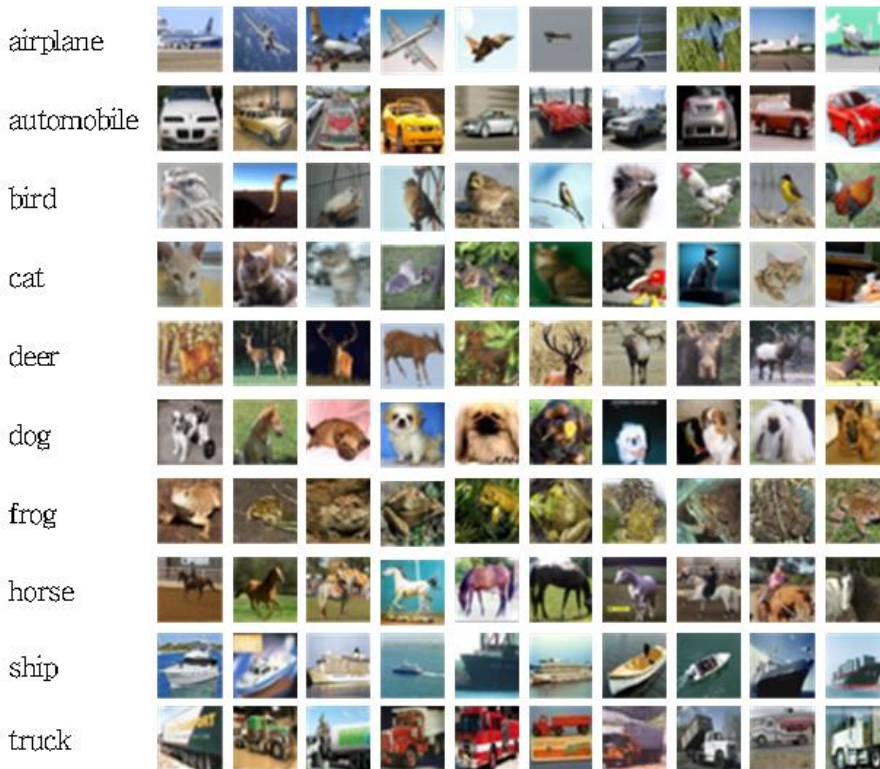 airplane
automobile
bird
cat
deer
dog
frog
horse
ship
truck